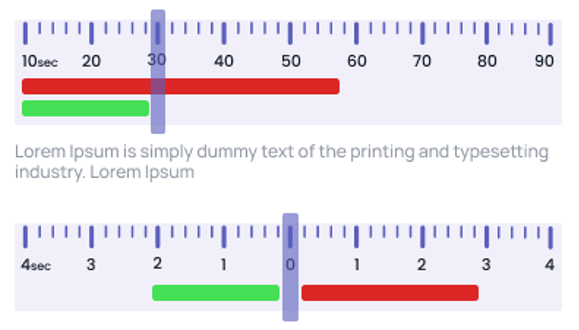 10sec 20 30 40 50 60 70 80 90
Lorem Ipsum is simply dummy text of the printing and typesetting
industry. Lorem Ipsum
4sec 3 2 1 0 1 2 3 4